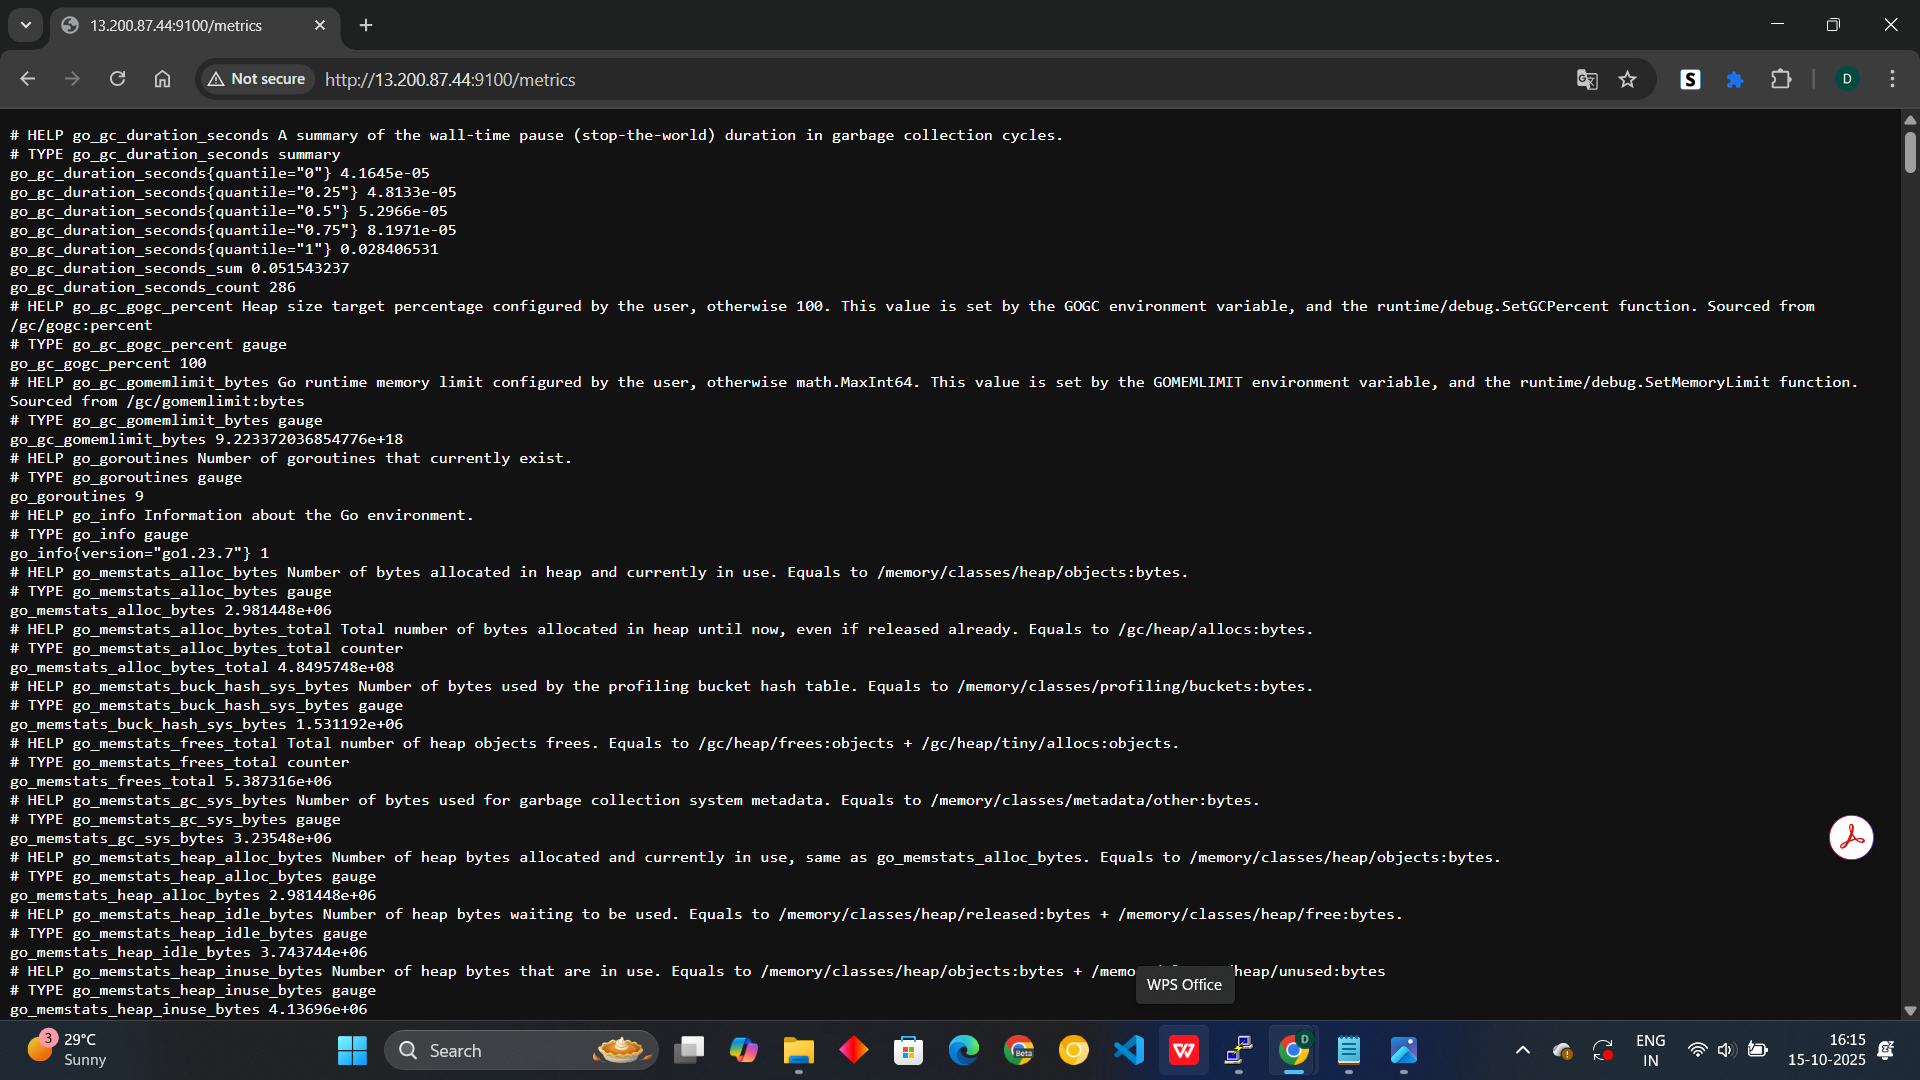 13.200.87.44:9100/metrics
Not secure
http://13.200.87.44:9100/metrics
S
D
# HELP go_gc_duration_seconds A summary of the wall-time pause (stop-the-world) duration in garbage collection cycles.
# TYPE go_gc_duration_seconds summary
go_gc_duration_seconds{quantile="0"} 4.1645e-05
go_gc_duration_seconds{quantile="0.25"} 4.8133e-05
go_gc_duration_seconds{quantile="0.5"} 5.2966e-05
go_gc_duration_seconds{quantile="0.75"} 8.1971e-05
go_gc_duration_seconds{quantile="1"} 0.028406531
go_gc_duration_seconds_sum 0.051543237
go_gc_duration_seconds_count 286
# HELP go_gc_gogc_percent Heap size target percentage configured by the user, otherwise 100. This value is set by the GOGC environment variable, and the runtime/debug.SetGCPercent function. Sourced from
/gc/gogc:percent
# TYPE go_gc_gogc_percent gauge
go_gc_gogc_percent 100
# HELP go_gc_gomemlimit_bytes Go runtime memory limit configured by the user, otherwise math.MaxInt64. This value is set by the GOMEMLIMIT environment variable, and the runtime/debug.SetMemoryLimit function.
Sourced from /gc/gomemlimit:bytes
# TYPE go_gc_gomemlimit_bytes gauge
go_gc_gomemlimit_bytes 9.223372036854776e+18
# HELP go_goroutines Number of goroutines that currently exist.
# TYPE go_goroutines gauge
go_goroutines 9
# HELP go_info Information about the Go environment.
# TYPE go_info gauge
go_info{version="go1.23.7"} 1
# HELP go_memstats_alloc_bytes Number of bytes allocated in heap and currently in use. Equals to /memory/classes/heap/objects:bytes.
# TYPE go_memstats_alloc_bytes gauge
go_memstats_alloc_bytes 2.981448e+06
# HELP go_memstats_alloc_bytes_total Total number of bytes allocated in heap until now, even if released already. Equals to /gc/heap/allocs:bytes.
# TYPE go_memstats_alloc_bytes_total counter
go_memstats_alloc_bytes_total 4.8495748e+08
# HELP go_memstats_buck_hash_sys_bytes Number of bytes used by the profiling bucket hash table. Equals to /memory/classes/profiling/buckets:bytes.
# TYPE go_memstats_buck_hash_sys_bytes gauge
go_memstats_buck_hash_sys_bytes 1.531192e+06
# HELP go_memstats_frees_total Total number of heap objects frees. Equals to /gc/heap/frees:objects + /gc/heap/tiny/allocs:objects.
# TYPE go_memstats_frees_total counter
go_memstats_frees_total 5.387316e+06
# HELP go_memstats_gc_sys_bytes Number of bytes used for garbage collection system metadata. Equals to /memory/classes/metadata/other:bytes.
# TYPE go_memstats_gc_sys_bytes gauge
go_memstats_gc_sys_bytes 3.23548e+06
# HELP go_memstats_heap_alloc_bytes Number of heap bytes allocated and currently in use, same as go_memstats_alloc_bytes. Equals to /memory/classes/heap/objects:bytes.
# TYPE go_memstats_heap_alloc_bytes gauge
go_memstats_heap_alloc_bytes 2.981448e+06
# HELP go_memstats_heap_idle_bytes Number of heap bytes waiting to be used. Equals to /memory/classes/heap/released:bytes + /memory/classes/heap/free:bytes.
# TYPE go_memstats_heap_idle_bytes gauge
go_memstats_heap_idle_bytes 3.743744e+06
# HELP go_memstats_heap_inuse_bytes Number of heap bytes that are in use. Equals to /memory/classes/heap/objects:bytes + /memo heap/unused:bytes
# TYPE go_memstats_heap_inuse_bytes gauge
go_memstats_heap_inuse_bytes 4.13696e+06
WPS Office
3
29°C
Sunny
Search
Beta
W
D
ENG
IN
16:15
15-10-2025